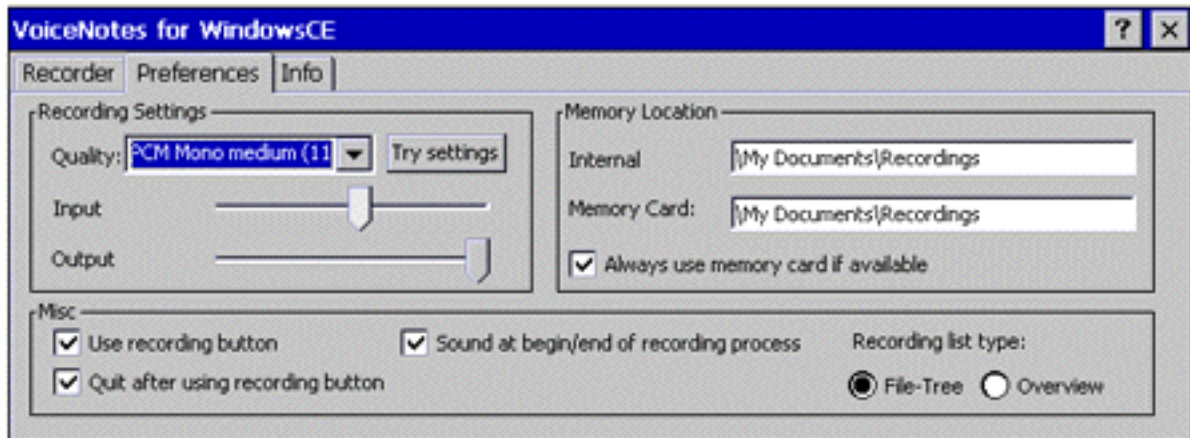 VoiceNotes for WindowsCE ? ×
Recorder Preferences Info
Recording Settings
Quality: PCM Mono medium (11 Try settings
Input
Output
Memory Location
Internal \My Documents\Recordings
Memory Card: \My Documents\Recordings
Always use memory card if available
Misc
Use recording button
Sound at begin/end of recording process
Quit after using recording button
Recording list type:
File-Tree Overview